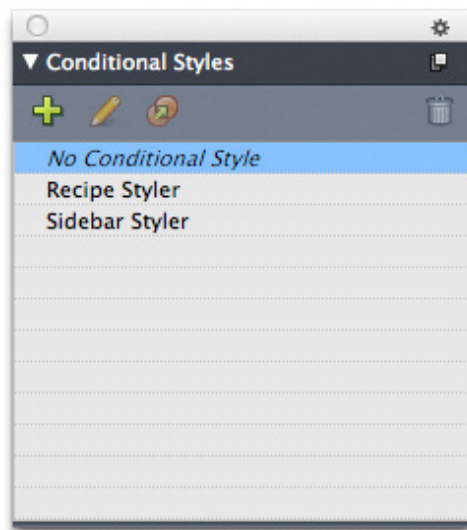 Conditional Styles
No Conditional Style
Recipe Styler
Sidebar Styler